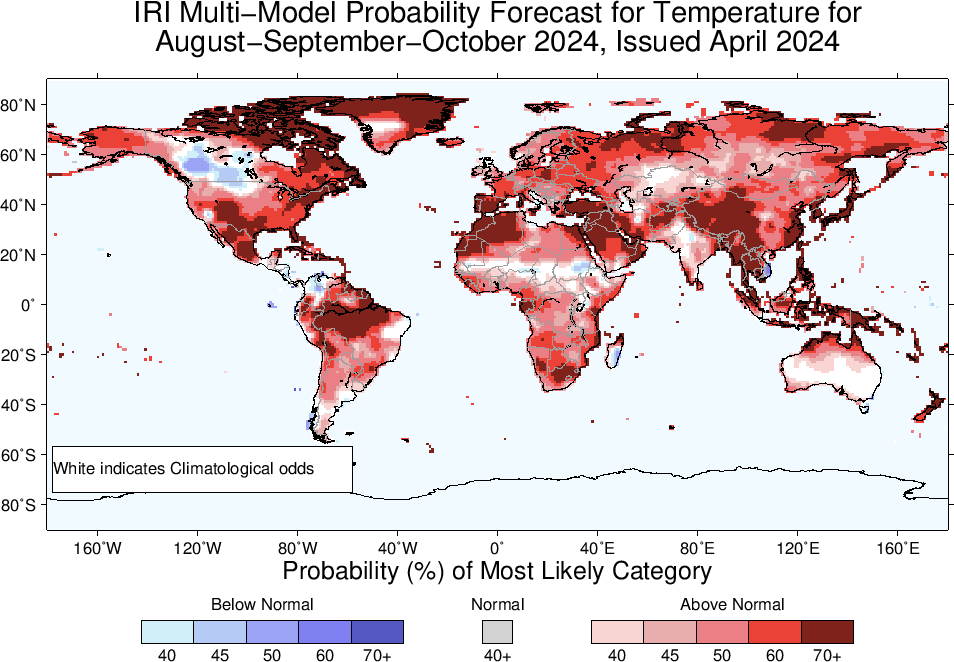 IRI Multi−Model Probability Forecast for Temperature for
August−September−October 2024, Issued April 2024
80˚N
60˚N
40˚N
20˚N
0˚
20˚S
40˚S
60˚S
80˚S
White indicates Climatological odds
160˚W 120˚W 80˚W 40˚W 0˚ 40˚E 80˚E 120˚E 160˚E
Probability (%) of Most Likely Category
Below Normal Normal Above Normal
40 45 50 60 70+ 40+ 40 45 50 60 70+